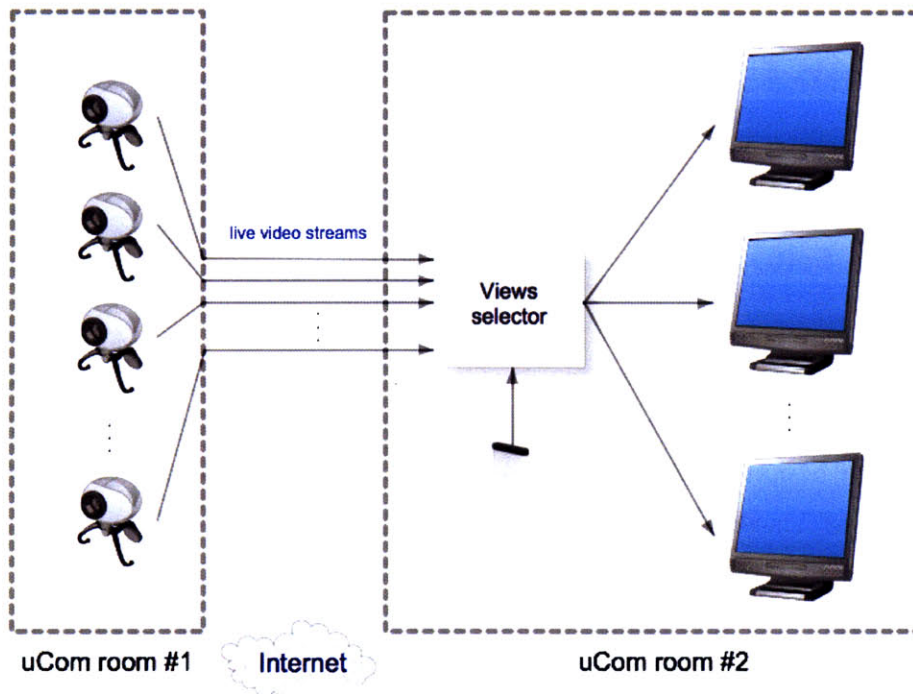 live video streams
Views
selector
uCom room #1
Internet
uCom room #2